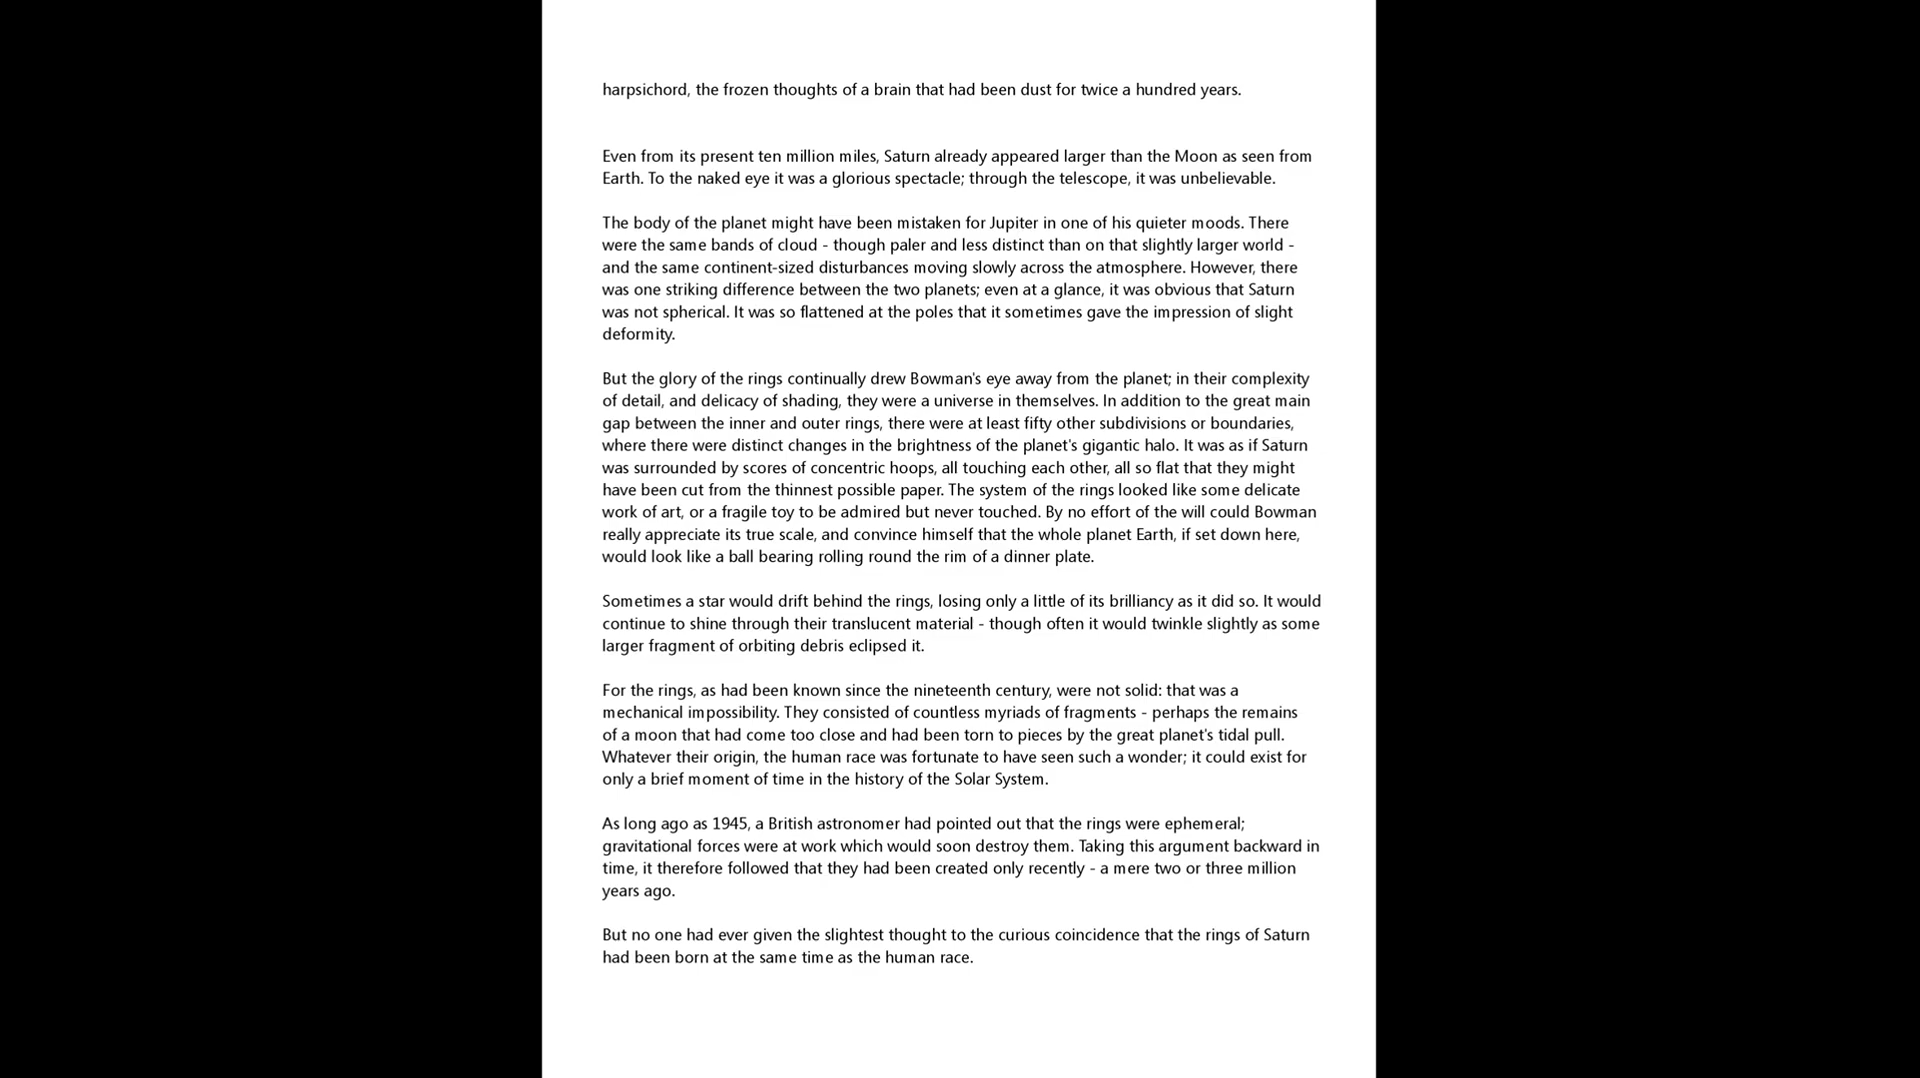 harpsichord, the frozen thoughts of a brain that had been dust for twice a hundred years.
Even from its present ten million miles, Saturn already appeared larger than the Moon as seen from
Earth. To the naked eye it was a glorious spectacle; through the telescope, it was unbelievable.
The body of the planet might have been mistaken for Jupiter in one of his quieter moods. There
were the same bands of cloud - though paler and less distinct than on that slightly larger world -
and the same continent-sized disturbances moving slowly across the atmosphere. However, there
was one striking difference between the two planets; even at a glance, it was obvious that Saturn
was not spherical. It was so flattened at the poles that it sometimes gave the impression of slight
deformity.
But the glory of the rings continually drew Bowman's eye away from the planet; in their complexity
of detail, and delicacy of shading, they were a universe in themselves. In addition to the great main
gap between the inner and outer rings, there were at least fifty other subdivisions or boundaries,
where there were distinct changes in the brightness of the planet's gigantic halo. It was as if Saturn
was surrounded by scores of concentric hoops, all touching each other, all so flat that they might
have been cut from the thinnest possible paper. The system of the rings looked like some delicate
work of art, or a fragile toy to be admired but never touched. By no effort of the will could Bowman
really appreciate its true scale, and convince himself that the whole planet Earth, if set down here,
would look like a ball bearing rolling round the rim of a dinner plate.
Sometimes a star would drift behind the rings, losing only a little of its brilliancy as it did so. It would
continue to shine through their translucent material - though often it would twinkle slightly as some
larger fragment of orbiting debris eclipsed it.
For the rings, as had been known since the nineteenth century, were not solid: that was a
mechanical impossibility. They consisted of countless myriads of fragments - perhaps the remains
of a moon that had come too close and had been torn to pieces by the great planet's tidal pull.
Whatever their origin, the human race was fortunate to have seen such a wonder; it could exist for
only a brief moment of time in the history of the Solar System.
As long ago as 1945, a British astronomer had pointed out that the rings were ephemeral;
gravitational forces were at work which would soon destroy them. Taking this argument backward in
time, it therefore followed that they had been created only recently - a mere two or three million
years ago.
But no one had ever given the slightest thought to the curious coincidence that the rings of Saturn
had been born at the same time as the human race.